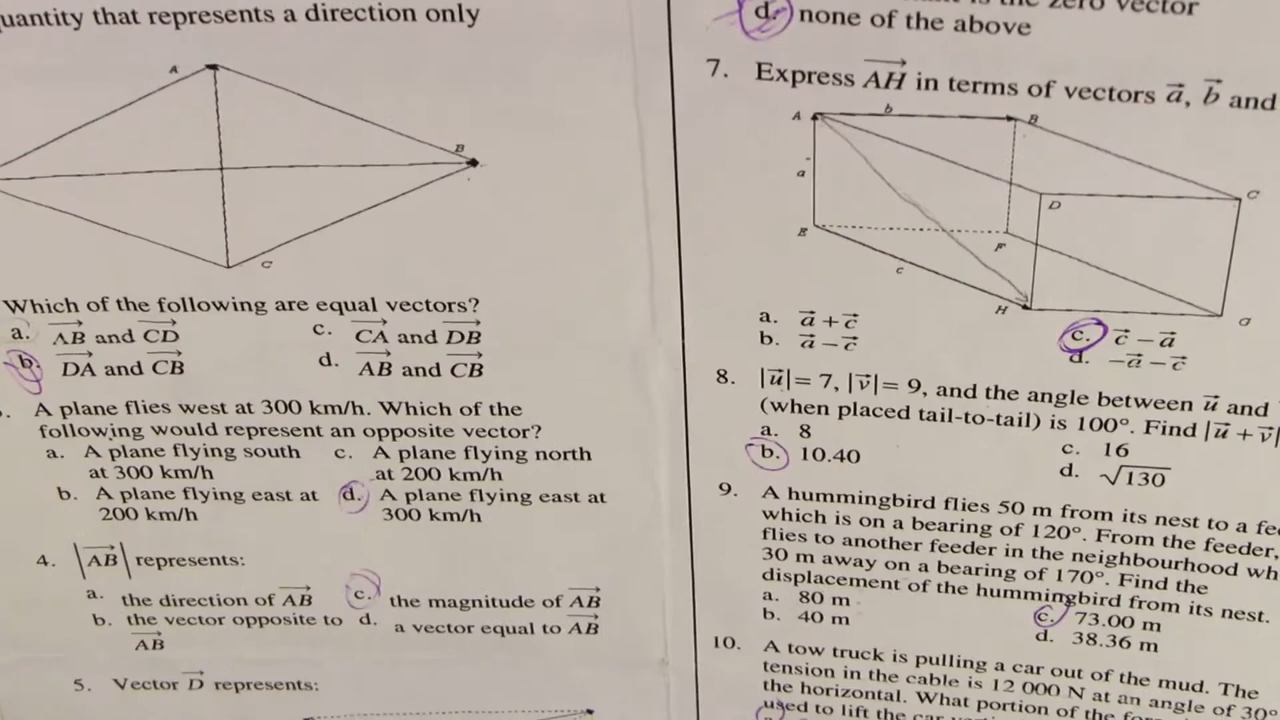 uantity that represents a direction only
A
B
C
Which of the following are equal vectors?
a. AB and CD
c. CA and DB
b. DA and CB
d. AB and CB
A plane flies west at 300 km/h. Which of the
following would represent an opposite vector?
a. A plane flying south
at 300 km/h
c. A plane flying north
at 200 km/h
b. A plane flying east at
200 km/h
d. A plane flying east at
300 km/h
4. |AB| represents:
a. the direction of AB
c. the magnitude of AB
b. the vector opposite to
AB
d. a vector equal to AB
5. Vector D represents:
vector
d. none of the above
7. Express AH in terms of vectors a, b and
A
b
B
a
C
D
E
F
c
H
G
a. a + c
b. a − c
c. c − a
d. −a − c
8. |u| = 7, |v| = 9, and the angle between u and
(when placed tail-to-tail) is 100°. Find |u + v|
a. 8
b. 10.40
c. 16
d. √130
9. A hummingbird flies 50 m from its nest to a fee
which is on a bearing of 120°. From the feeder,
flies to another feeder in the neighbourhood wh
30 m away on a bearing of 170°. Find the
displacement of the hummingbird from its nest.
a. 80 m
b. 40 m
c. 73.00 m
d. 38.36 m
10. A tow truck is pulling a car out of the mud. The
tension in the cable is 12 000 N at an angle of 30°
the horizontal. What portion of the for
used to lift the car